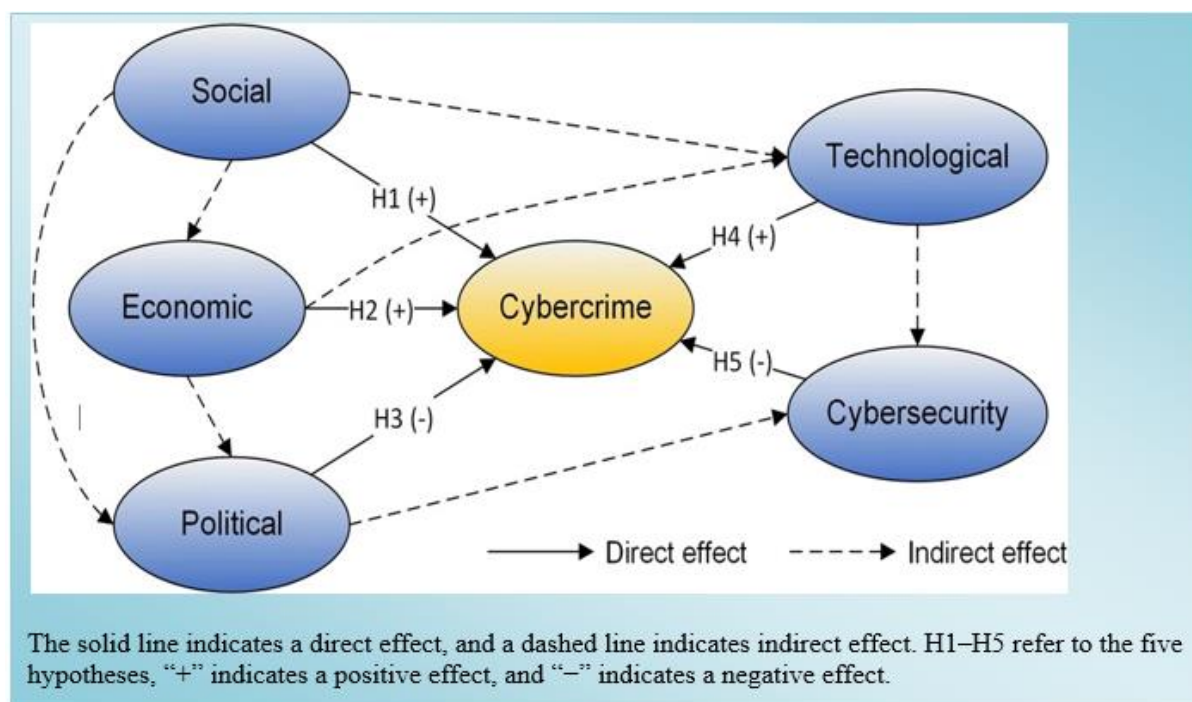 Social
Technological
H1 (+)
H4 (+)
Economic
H2 (+)
Cybercrime
H5 (-)
Cybersecurity
H3 (-)
Political
Direct effect
Indirect effect
The solid line indicates a direct effect, and a dashed line indicates indirect effect. H1–H5 refer to the five
hypotheses, “+” indicates a positive effect, and “−” indicates a negative effect.